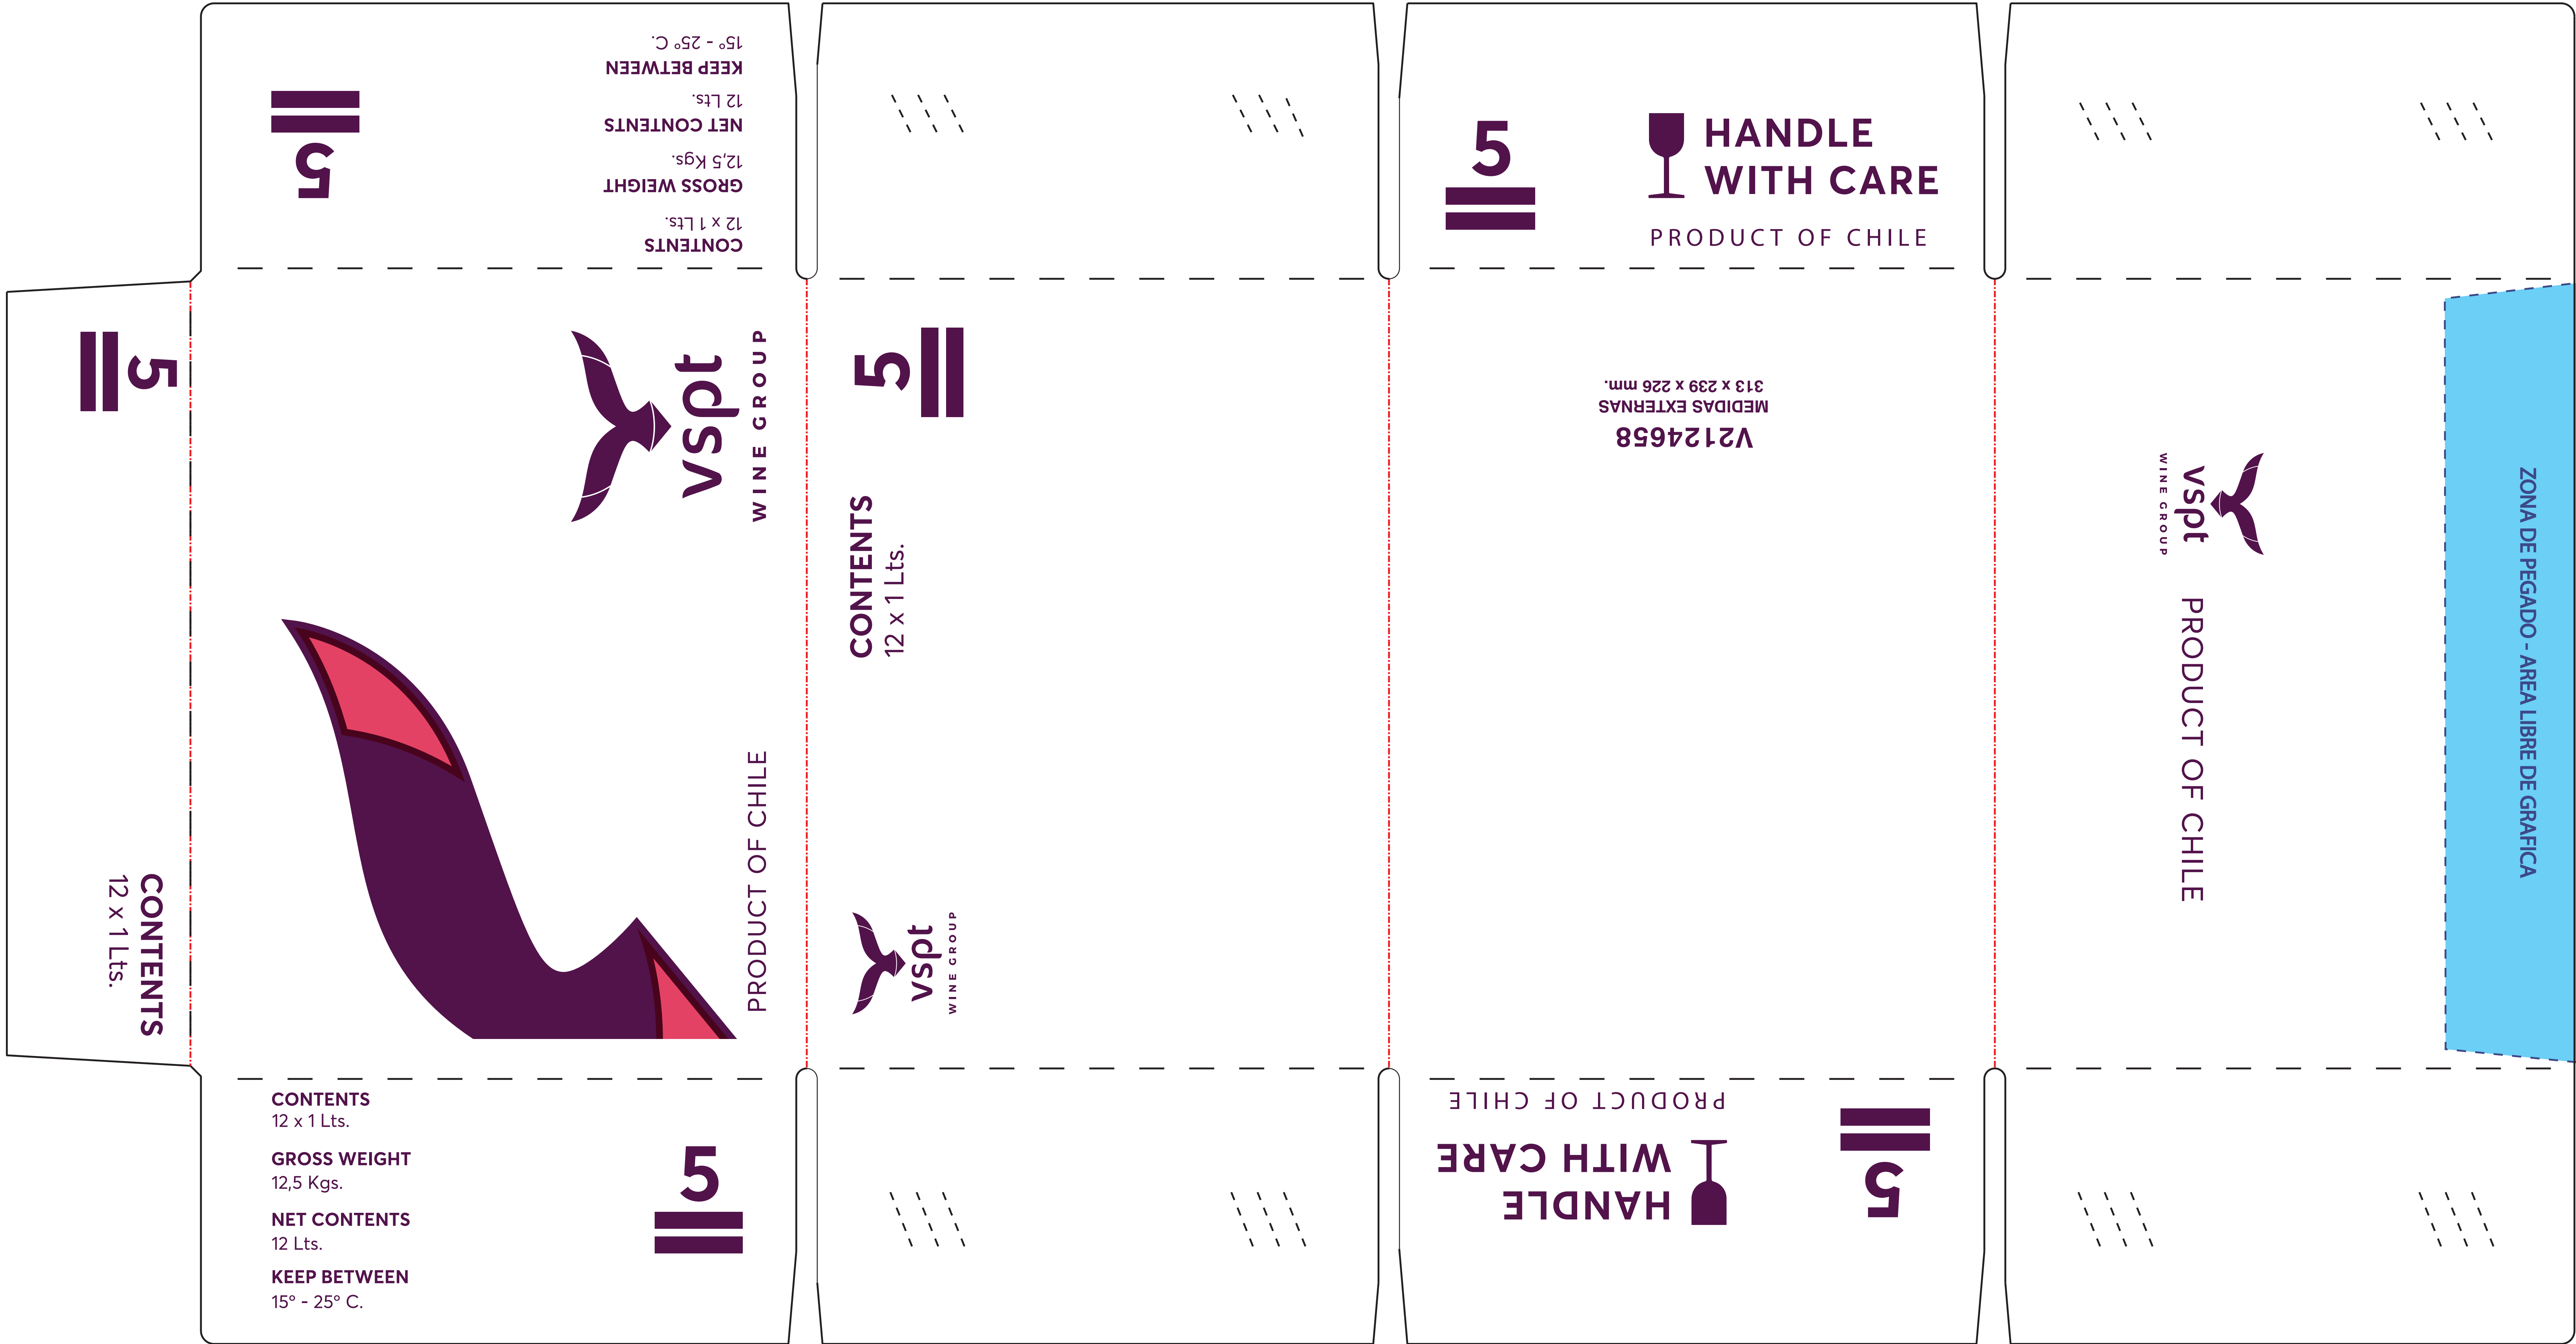 15° - 25° C.
KEEP BETWEEN
12 Lts.
NET CONTENTS
12,5 Kgs.
GROSS WEIGHT
12 x 1 Lts.
CONTENTS
5
5
HANDLE
WITH CARE
PRODUCT OF CHILE
5
CONTENTS
12 x 1 Lts.
vspt
WINE GROUP
PRODUCT OF CHILE
5
CONTENTS
12 x 1 Lts.
vspt
WINE GROUP
V2124658
MEDIDAS EXTERNAS
313 x 239 x 226 mm.
vspt
WINE GROUP
PRODUCT OF CHILE
ZONA DE PEGADO - AREA LIBRE DE GRAFICA
CONTENTS
12 x 1 Lts.
GROSS WEIGHT
12,5 Kgs.
NET CONTENTS
12 Lts.
KEEP BETWEEN
15° - 25° C.
5
HANDLE
WITH CARE
PRODUCT OF CHILE
5